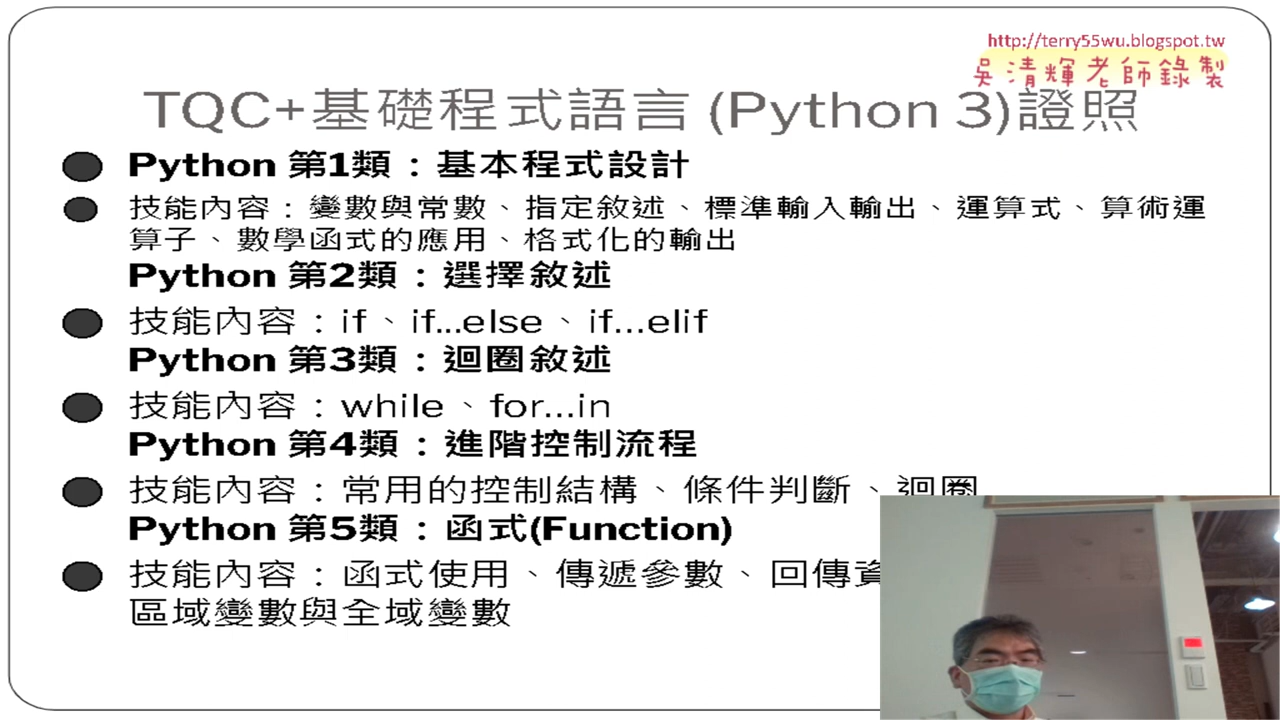 http://terry55wu.blogspot.tw
吳清輝老師錄製
TQC+基礎程式語言 (Python 3)證照
Python 第1類：基本程式設計
技能內容：變數與常數、指定敘述、標準輸入輸出、運算式、算術運
算子、數學函式的應用、格式化的輸出
Python 第2類：選擇敘述
技能內容：if、if...else、if...elif
Python 第3類：迴圈敘述
技能內容：while、for...in
Python 第4類：進階控制流程
技能內容：常用的控制結構、條件判斷、迴圈
Python 第5類：函式(Function)
技能內容：函式使用、傳遞參數、回傳資
區域變數與全域變數